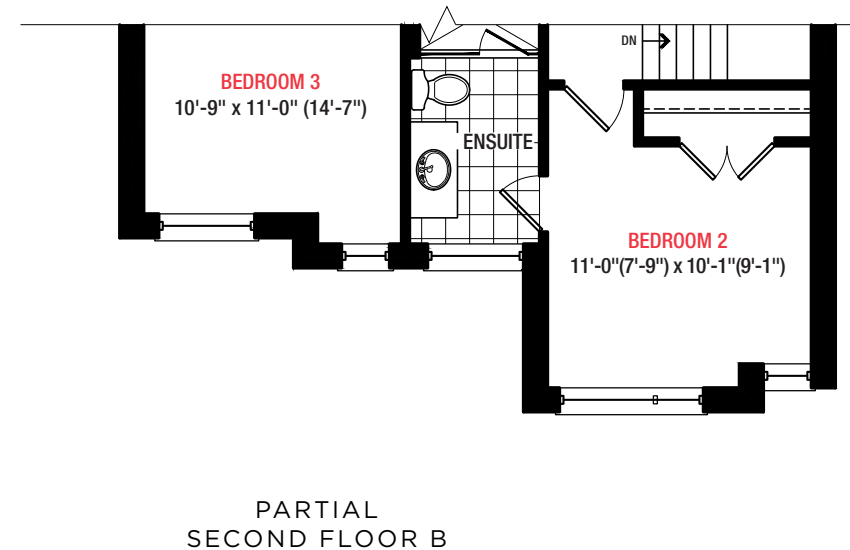 DN
BEDROOM 3
10'-9" x 11'-0" (14'-7")
ENSUITE
BEDROOM 2
11'-0"(7'-9") x 10'-1"(9'-1")
PARTIAL
SECOND FLOOR B